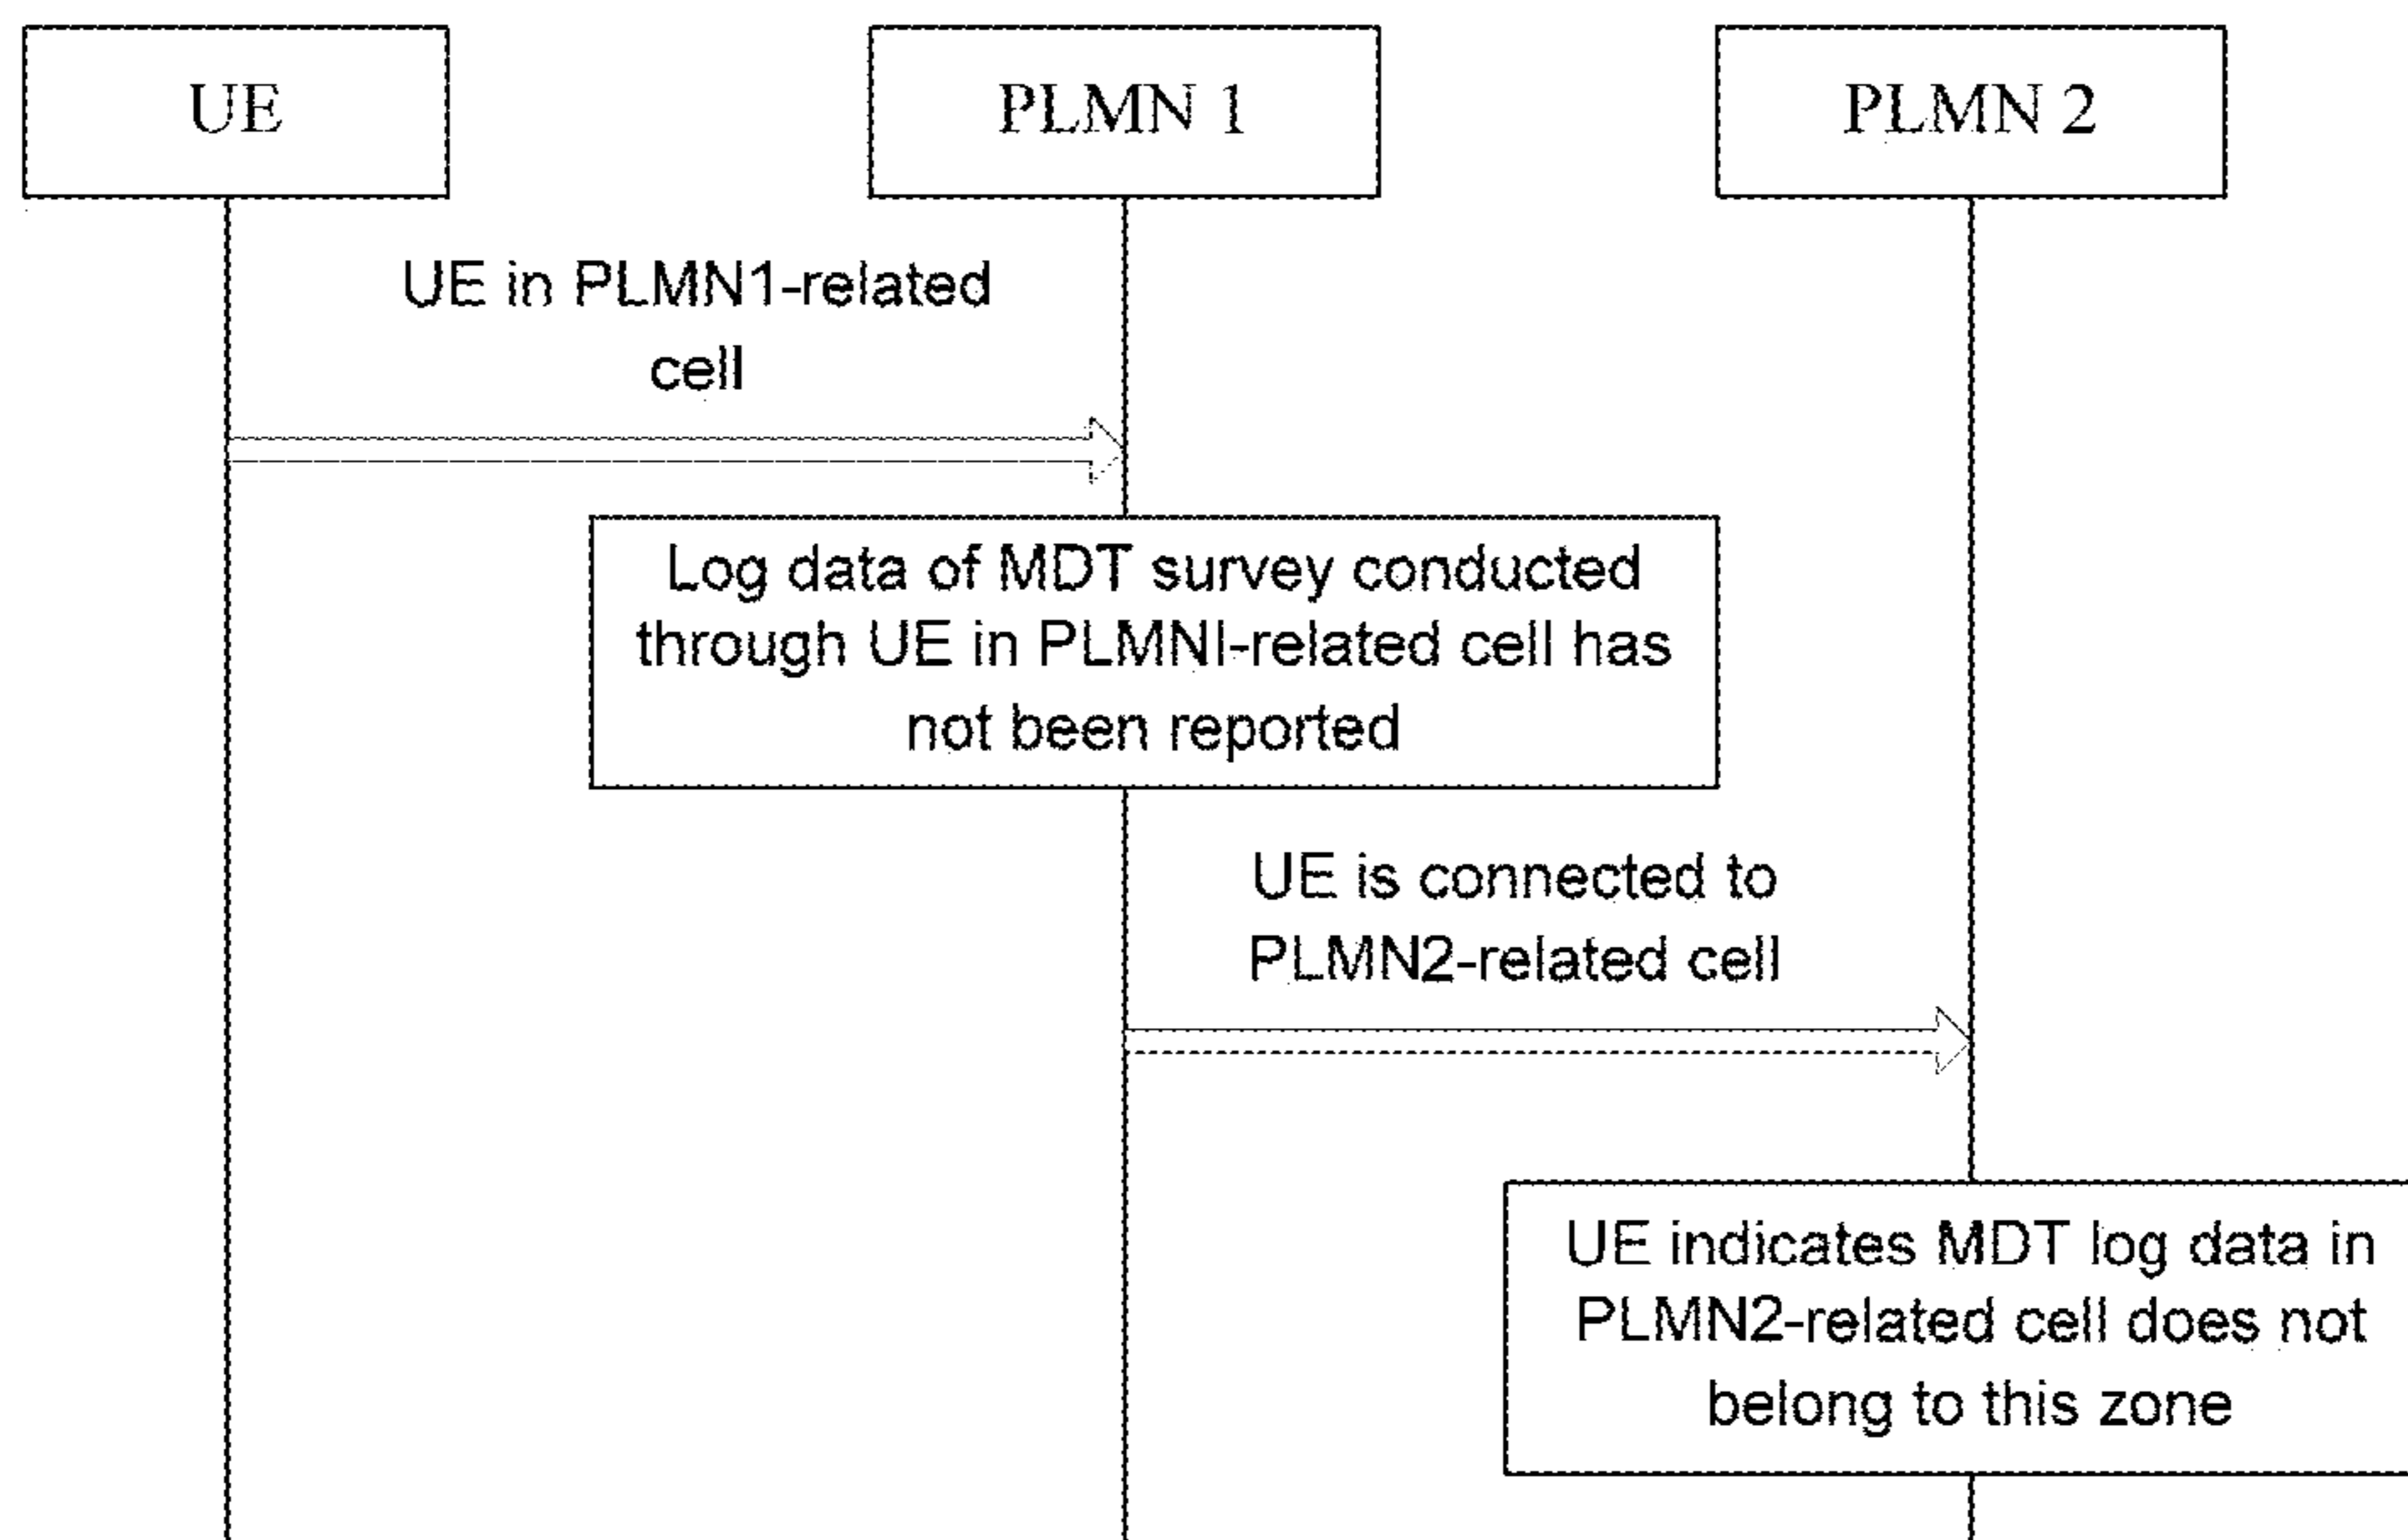 UE
PLMN 1
PLMN 2
UE in PLMN1-related
cell
Log data of MDT survey conducted
through UE in PLMNI-related cell has
not been reported
UE is connected to
PLMN2-related cell
UE indicates MDT log data in
PLMN2-related cell does not
belong to this zone